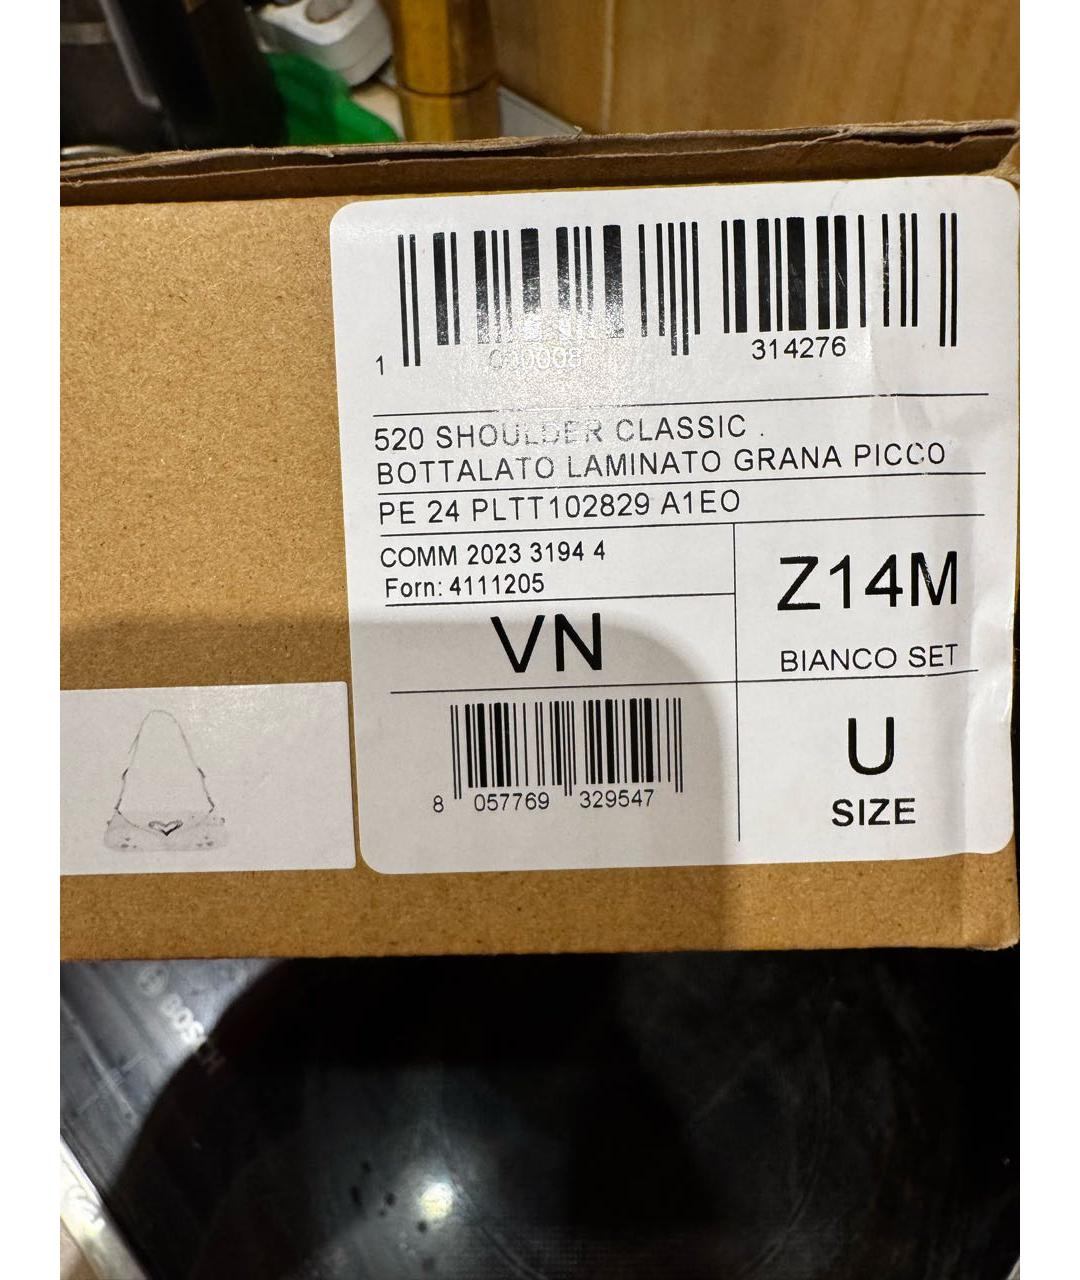 1 314276
520 SHOULDER CLASSIC .
BOTTALATO LAMINATO GRANA PICCO
PE 24 PLTT102829 A1EO
COMM 2023 3194 4
Forn: 4111205
VN
Z14M
BIANCO SET
8 057769 329547
U
SIZE
BOSCH